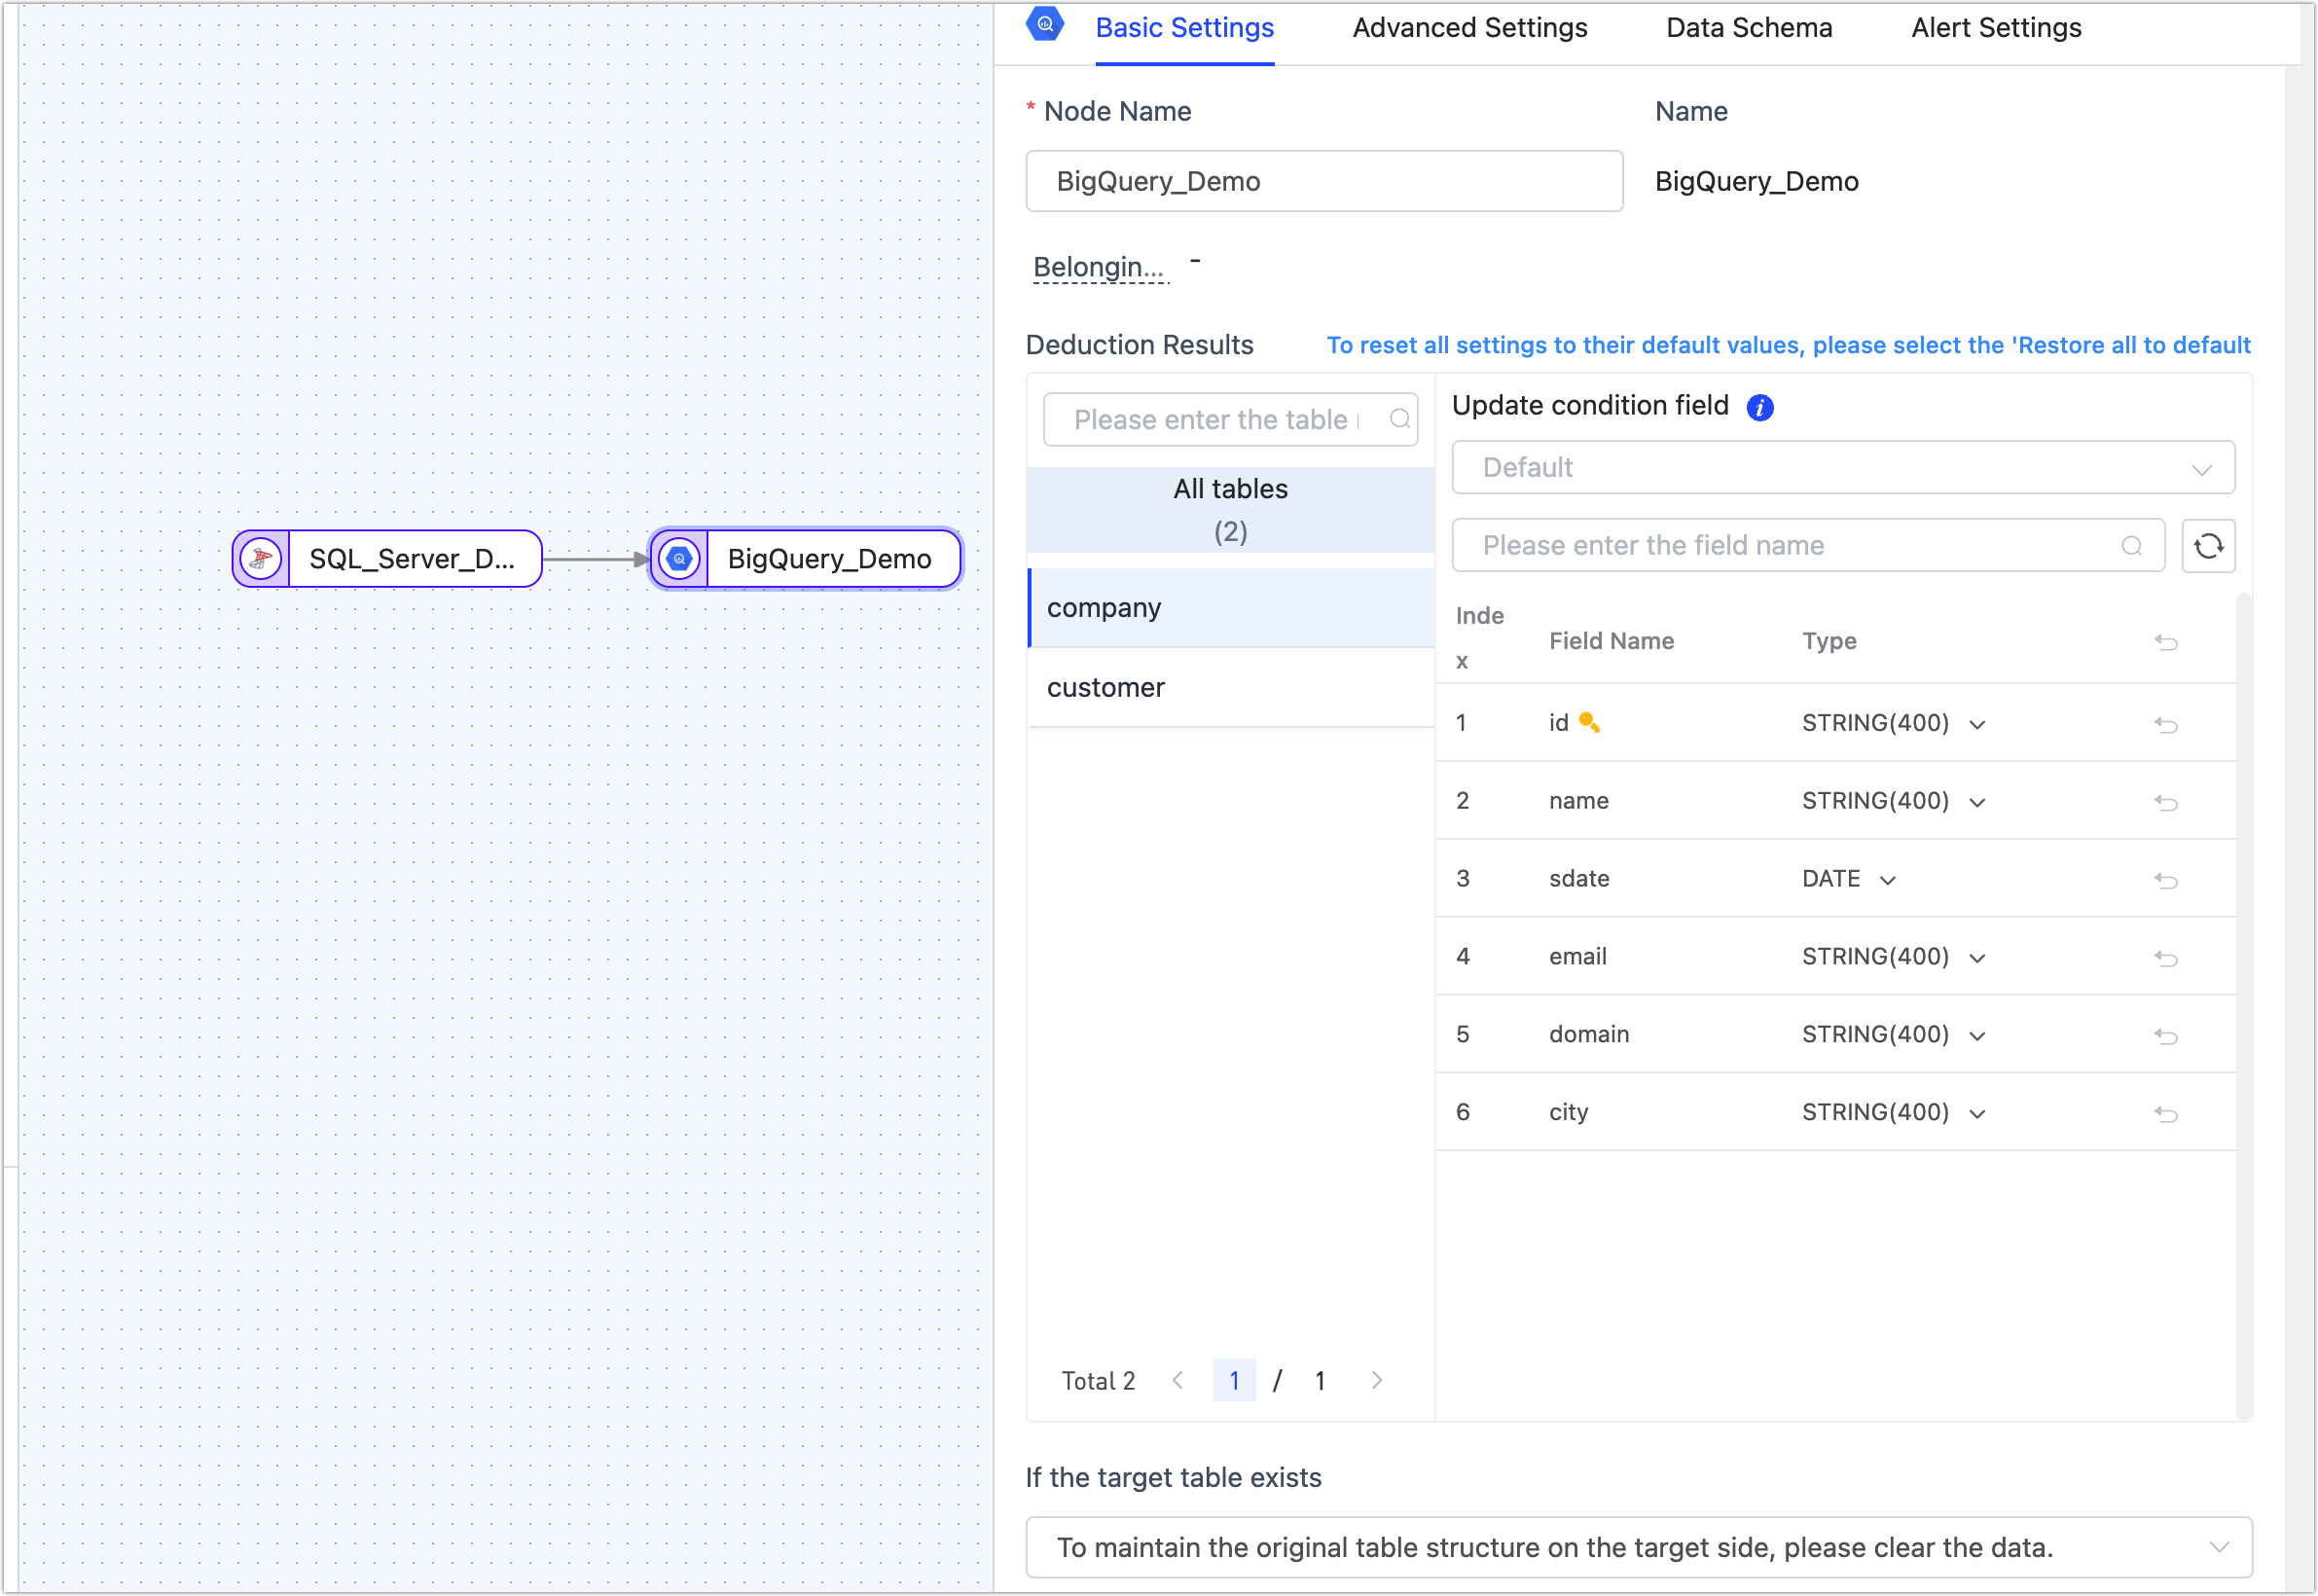 Basic Settings
Advanced Settings
Data Schema
Alert Settings
* Node Name
Name
BigQuery_Demo
BigQuery_Demo
Belongin... -
Deduction Results
To reset all settings to their default values, please select the 'Restore all to default
Please enter the table
All tables
(2)
company
customer
Total 2
1 / 1
Update condition field
Default
Please enter the field name
Inde
x
Field Name
Type
1 id STRING(400)
2 name STRING(400)
3 sdate DATE
4 email STRING(400)
5 domain STRING(400)
6 city STRING(400)
If the target table exists
To maintain the original table structure on the target side, please clear the data.
SQL_Server_D...
BigQuery_Demo